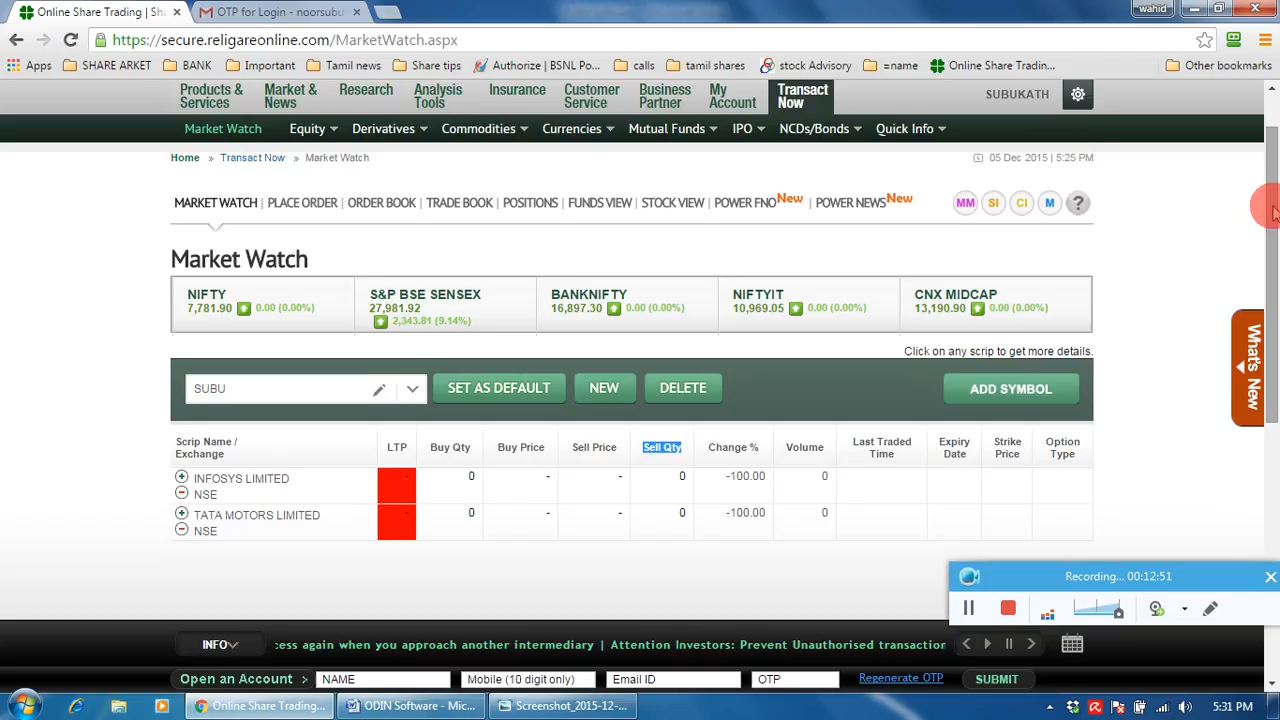 Online Share Trading | Sha
OTP for Login - noorsubu
wahid
https://secure.religareonline.com/MarketWatch.aspx
Apps
SHARE ARKET
BANK
Important
Tamil news
Share tips
Authorize | BSNL Po...
calls
tamil shares
stock Advisory
=name
Online Share Tradin...
Other bookmarks
Products & Services
Market & News
Research
Analysis Tools
Insurance
Customer Service
Business Partner
My Account
Transact Now
SUBUKATH
Market Watch
Equity
Derivatives
Commodities
Currencies
Mutual Funds
IPO
NCDs/Bonds
Quick Info
Home » Transact Now » Market Watch
05 Dec 2015 | 5:25 PM
MARKET WATCH | PLACE ORDER | ORDER BOOK | TRADE BOOK | POSITIONS | FUNDS VIEW | STOCK VIEW | POWER FNO New | POWER NEWS New
MM
SI
CI
M
?
Market Watch
NIFTY
7,781.90 0.00 (0.00%)
S&P BSE SENSEX
27,981.92
2,343.81 (9.14%)
BANKNIFTY
16,897.30 0.00 (0.00%)
NIFTYIT
10,969.05 0.00 (0.00%)
CNX MIDCAP
13,190.90 0.00 (0.00%)
Click on any scrip to get more details.
What's New
SUBU
SET AS DEFAULT
NEW
DELETE
ADD SYMBOL
Scrip Name / Exchange
LTP
Buy Qty
Buy Price
Sell Price
Sell Qty
Change %
Volume
Last Traded Time
Expiry Date
Strike Price
Option Type
INFOSYS LIMITED - 0 - - 0 -100.00 0
NSE
TATA MOTORS LIMITED - 0 - - 0 -100.00 0
NSE
Recording... 00:12:51
INFO
cess again when you approach another intermediary | Attention Investors: Prevent Unauthorised transaction
Open an Account
NAME
Mobile (10 digit only)
Email ID
OTP
Regenerate OTP
SUBMIT
Online Share Trading...
ODIN Software - Mic...
Screenshot_2015-12-...
5:31 PM